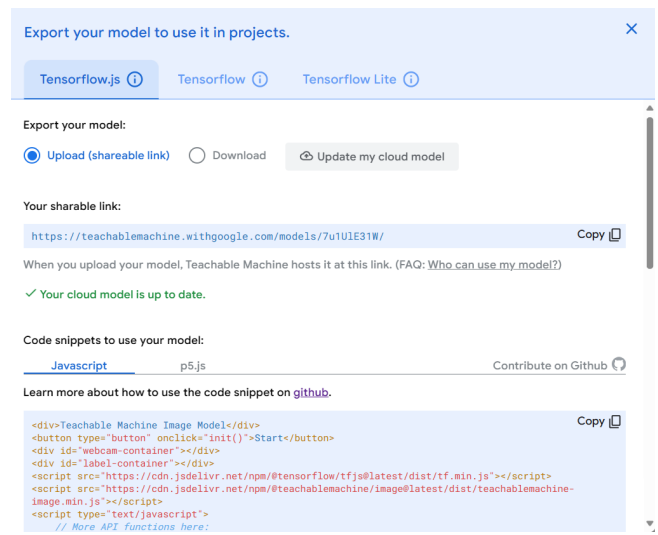 Export your model to use it in projects.
Tensorflow.js
Tensorflow
Tensorflow Lite
Export your model:
Upload (shareable link)
Download
Update my cloud model
Your sharable link:
https://teachablemachine.withgoogle.com/models/7u1UlE31W/
Copy
When you upload your model, Teachable Machine hosts it at this link. (FAQ: Who can use my model?)
✓ Your cloud model is up to date.
Code snippets to use your model:
Javascript
p5.js
Contribute on Github
Learn more about how to use the code snippet on github.
Copy
<div>Teachable Machine Image Model</div>
<button type="button" onclick="init()">Start</button>
<div id="webcam-container"></div>
<div id="label-container"></div>
<script src="https://cdn.jsdelivr.net/npm/@tensorflow/tfjs@latest/dist/tf.min.js"></script>
<script src="https://cdn.jsdelivr.net/npm/@teachablemachine/image@latest/dist/teachablemachine-
image.min.js"></script>
<script type="text/javascript">
// More API functions here: